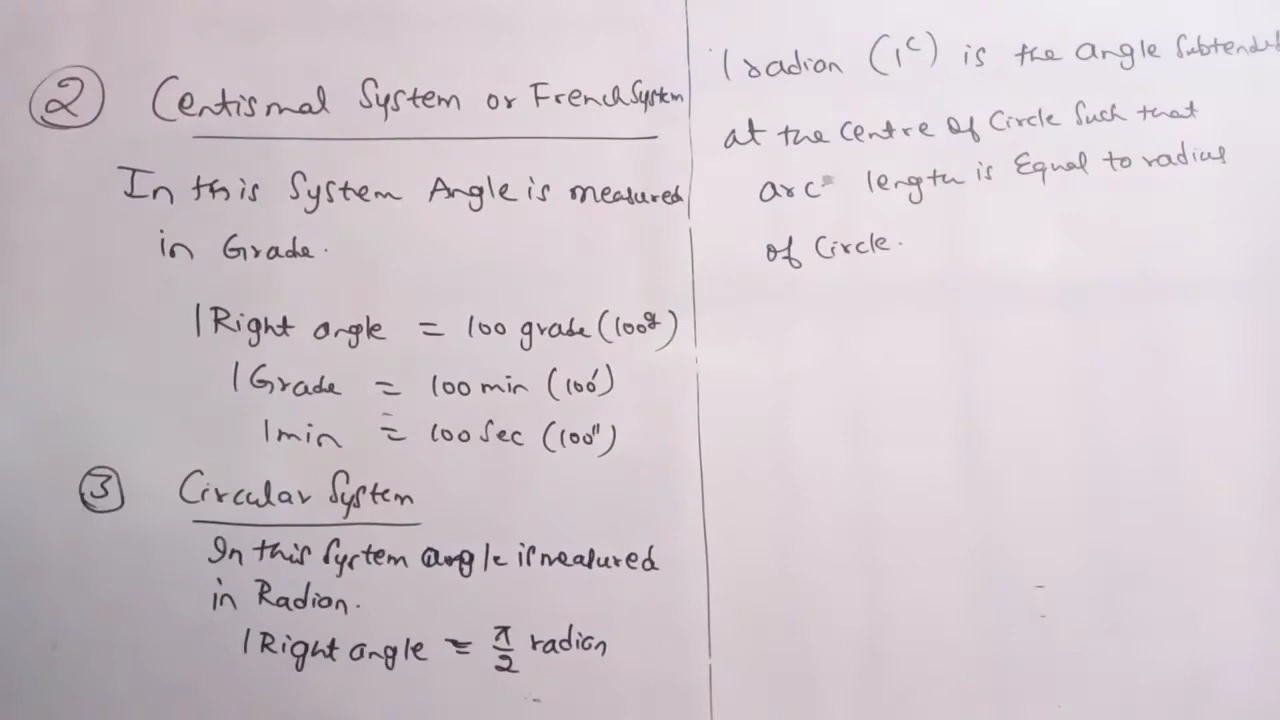 ② Centismal System or French System
In this System Angle is measured
in Grade.
1 Right angle = 100 grade (100ᵍ)
1 Grade = 100 min (100')
1 min = 100 Sec (100")
③ Circular System
In this System angle is measured
in Radion.
1 Right angle = π/2 radion
1 radion (1ᶜ) is the angle Subtended
at the centre of Circle Such that
arc length is Equal to radius
of Circle.